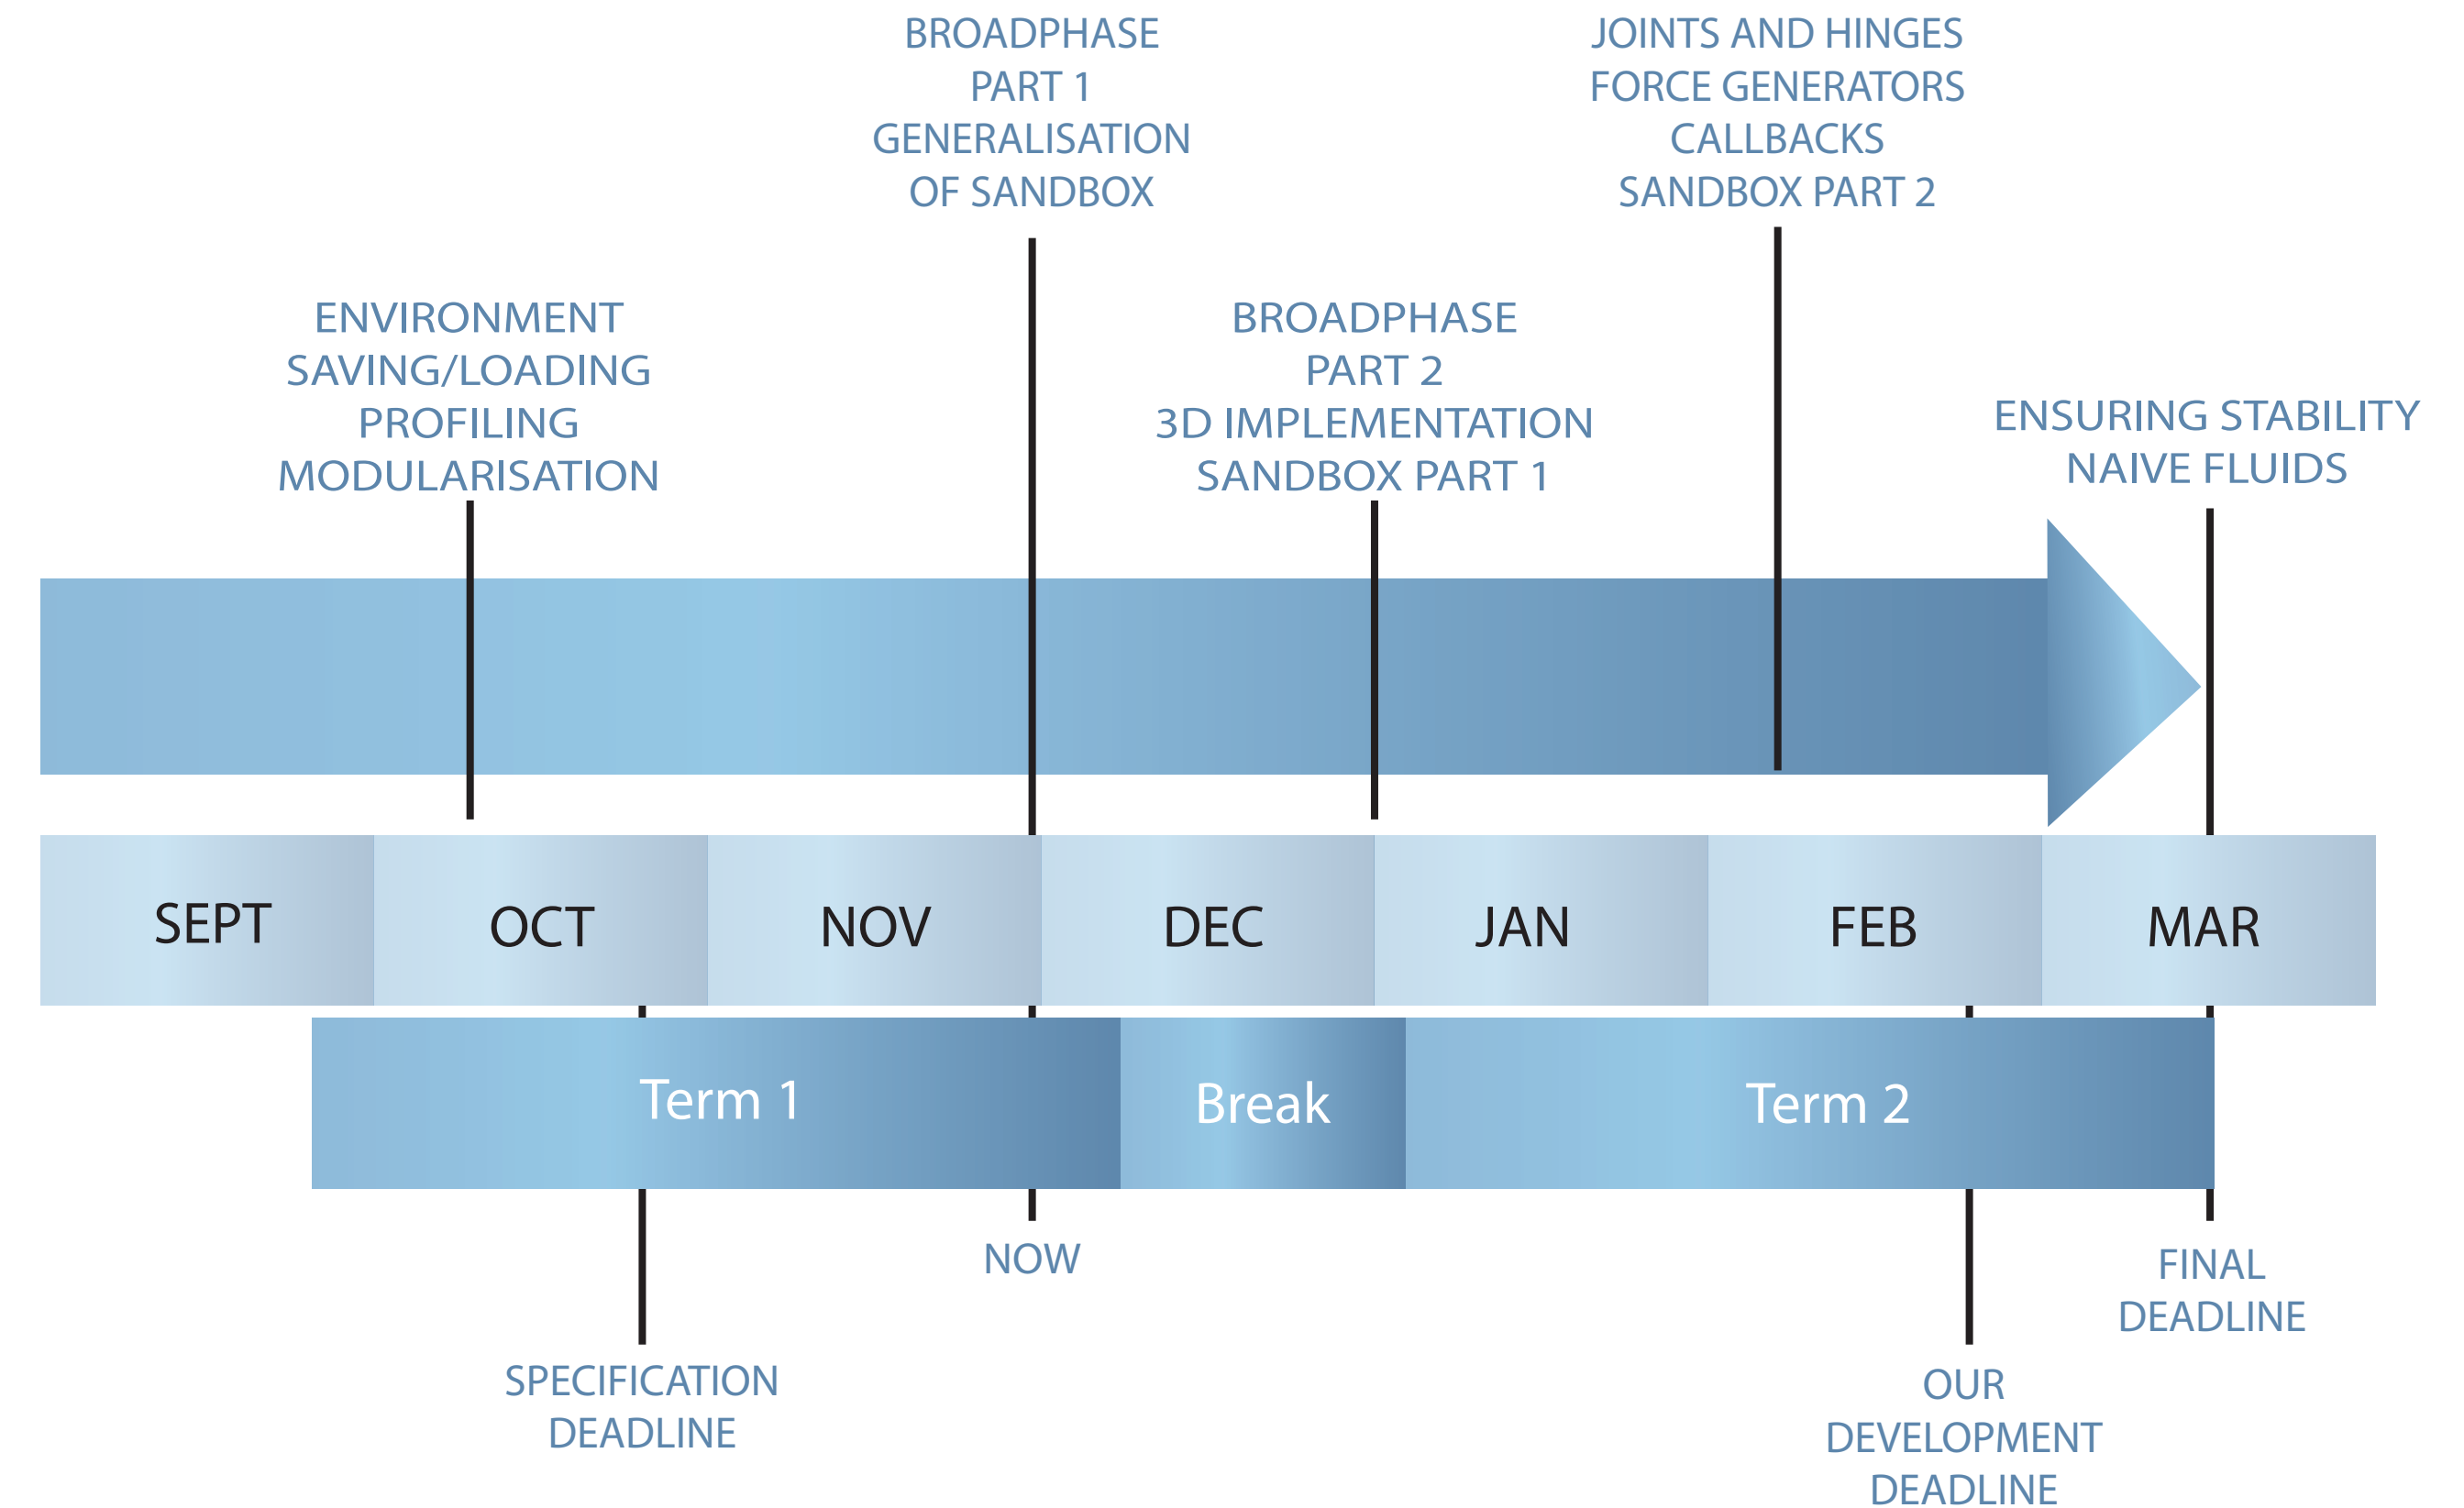 BROADPHASE
PART 1
GENERALISATION
OF SANDBOX
JOINTS AND HINGES
FORCE GENERATORS
CALLBACKS
SANDBOX PART 2
ENVIRONMENT
SAVING/LOADING
PROFILING
MODULARISATION
BROADPHASE
PART 2
3D IMPLEMENTATION
SANDBOX PART 1
ENSURING STABILITY
NAIVE FLUIDS
SEPT
OCT
NOV
DEC
JAN
FEB
MAR
Term 1
Break
Term 2
NOW
FINAL
DEADLINE
SPECIFICATION
DEADLINE
OUR
DEVELOPMENT
DEADLINE